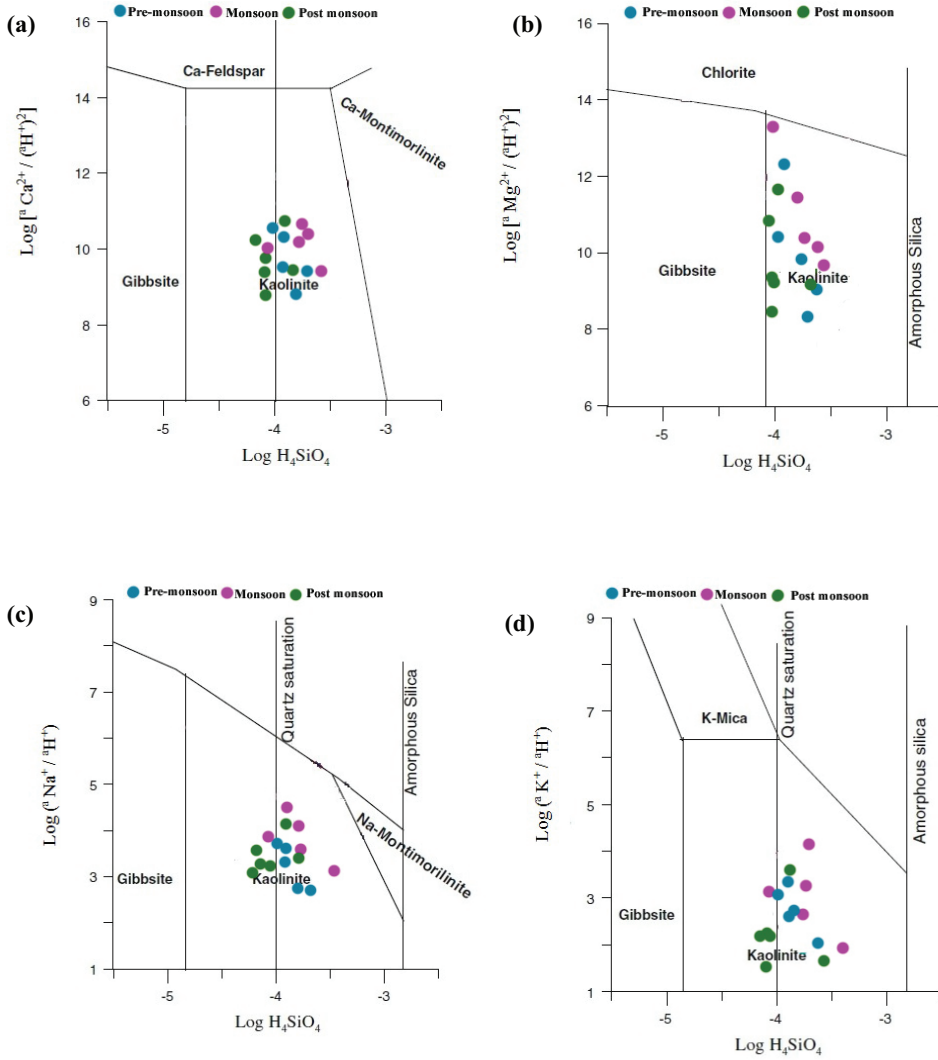 (a)
Pre-monsoon Monsoon Post monsoon
16
14
12
10
8
6
Log [ᵃ Ca²⁺ / (ᵃH⁺)²]
Ca-Feldspar
Ca-Montimorlinite
Gibbsite
Kaolinite
-5 -4 -3
Log H₄SiO₄
(b)
Pre-monsoon Monsoon Post monsoon
16
14
12
10
8
6
Log [ᵃ Mg²⁺ / (ᵃH⁺)²]
Chlorite
Gibbsite
Kaolinite
Amorphous Silica
-5 -4 -3
Log H₄SiO₄
(c)
Pre-monsoon Monsoon Post monsoon
9
7
5
3
1
Log (ᵃ Na⁺ / ᵃH⁺)
Quartz saturation
Amorphous Silica
Na-Montimorilinite
Gibbsite
Kaolinite
-5 -4 -3
Log H₄SiO₄
(d)
Pre-monsoon Monsoon Post monsoon
9
7
5
3
1
Log (ᵃ K⁺ / ᵃH⁺)
K-Mica
Quartz saturation
Amorphous silica
Gibbsite
Kaolinite
-5 -4 -3
Log H₄SiO₄